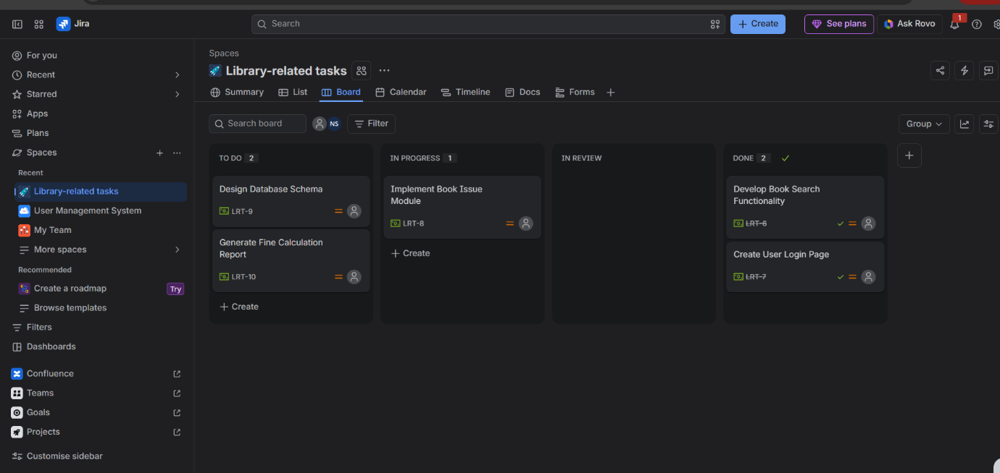 Jira
Search
Create
See plans
Ask Rovo
1
For you
Recent
Starred
Apps
Plans
Spaces
Recent
Library-related tasks
User Management System
My Team
More spaces
Recommended
Create a roadmap
Try
Browse templates
Filters
Dashboards
Confluence
Teams
Goals
Projects
Customise sidebar
Spaces
Library-related tasks
Summary
List
Board
Calendar
Timeline
Docs
Forms
Search board
NS
Filter
Group
TO DO 2
Design Database Schema
LRT-9
Generate Fine Calculation
Report
LRT-10
Create
IN PROGRESS 1
Implement Book Issue
Module
LRT-8
Create
IN REVIEW
DONE 2
Develop Book Search
Functionality
LRT-6
Create User Login Page
LRT-7